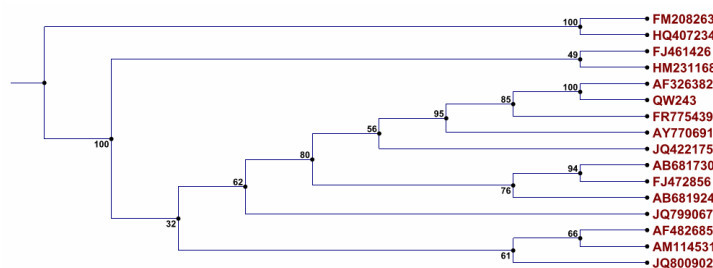 100 FM208263
HQ407234
49 FJ461426
HM231168
100 AF326382
85 QW243
95 FR775439
56 AY770691
100 JQ422175
80 94 AB681730
62 76 FJ472856
AB681924
32 JQ799067
66 AF482685
61 AM114531
JQ800902